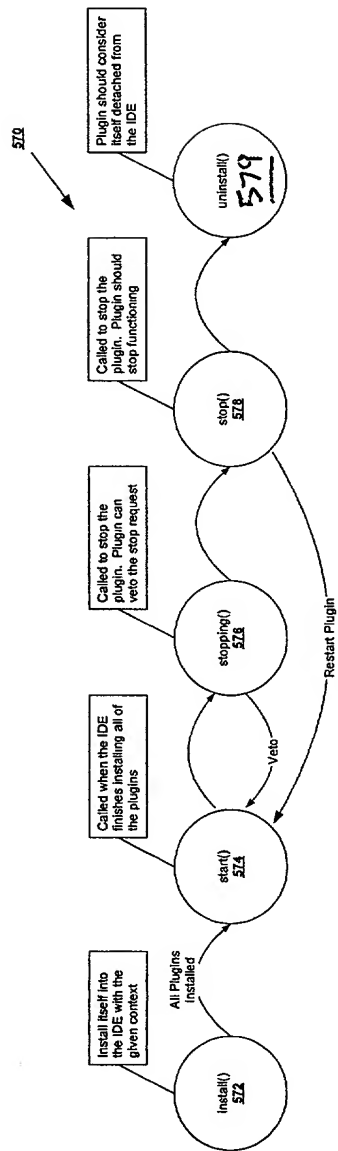 570
Install itself into
the IDE with the
given context
Called when the IDE
finishes installing all of
the plugins
Called to stop the
plugin. Plugin can
veto the stop request
Called to stop the
plugin. Plugin should
stop functioning
Plugin should consider
itself detached from
the IDE
install()
572
All Plugins
Installed
start()
574
Veto
stopping()
576
stop()
578
Restart Plugin
uninstall()
579